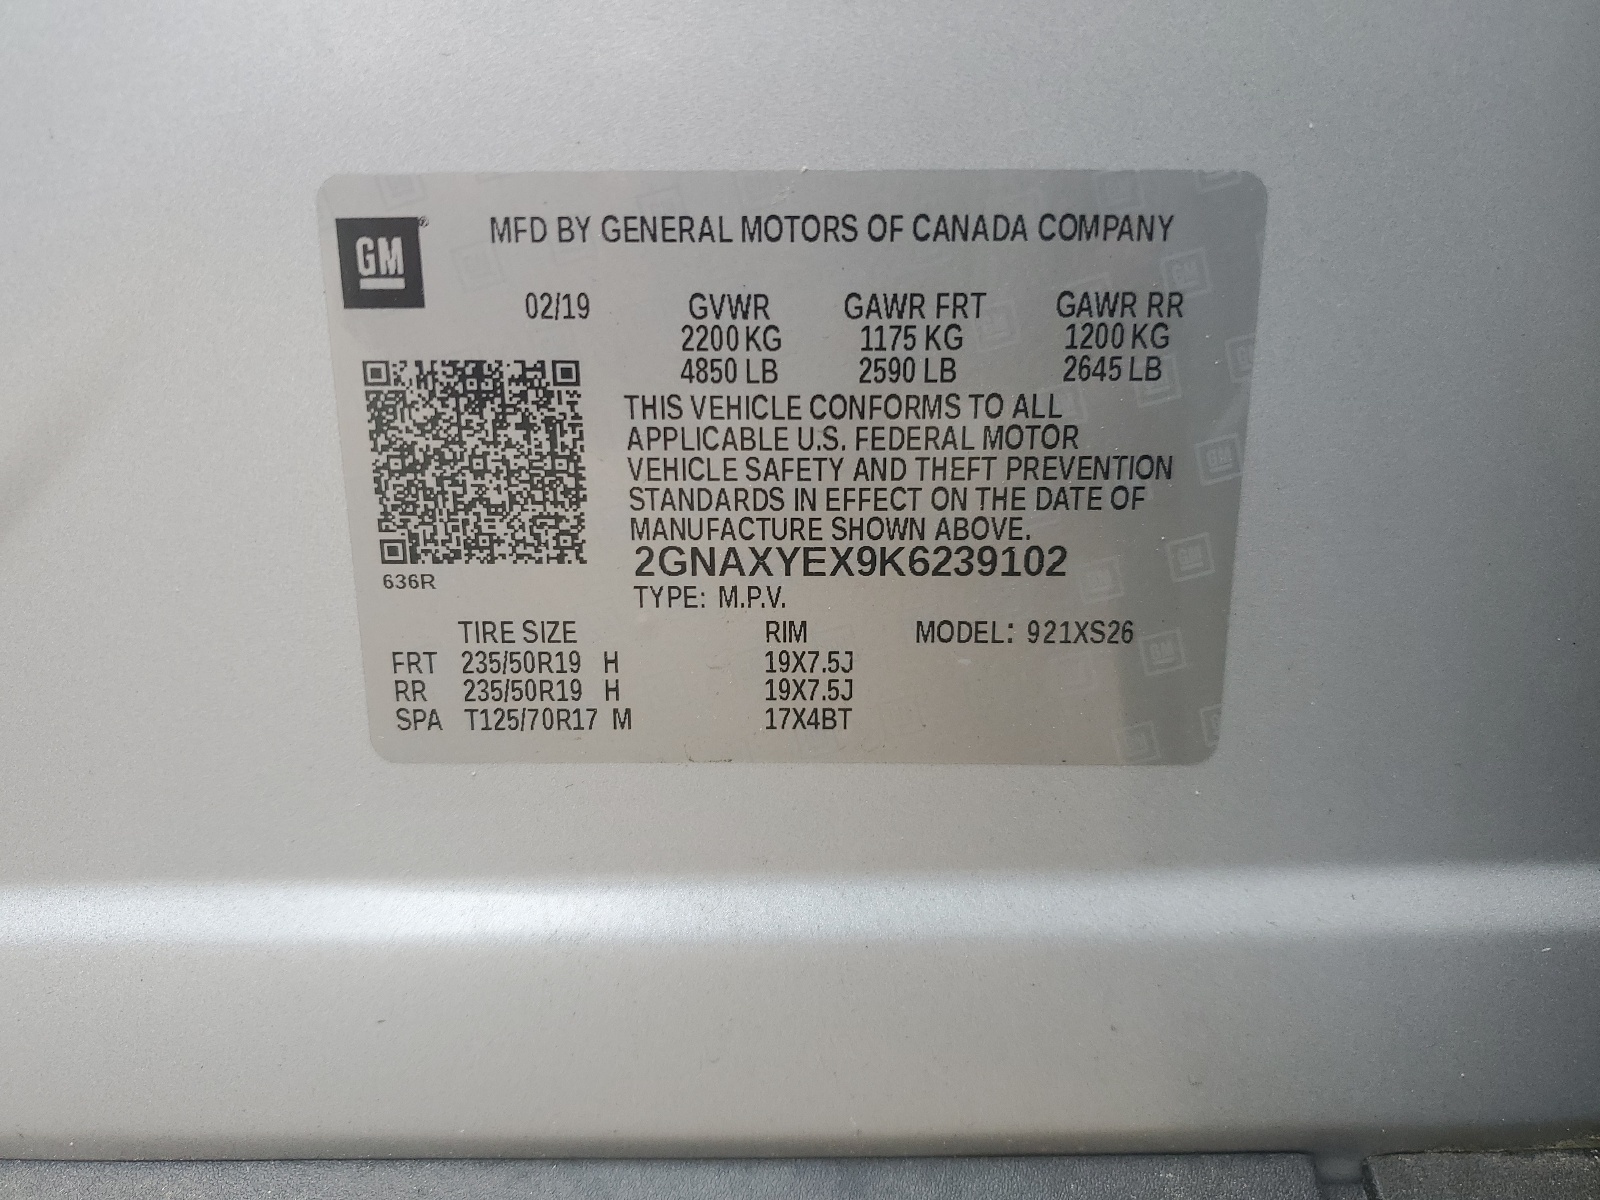 MFD BY GENERAL MOTORS OF CANADA COMPANY
GM®
02/19 GVWR GAWR FRT GAWR RR
2200 KG 1175 KG 1200 KG
4850 LB 2590 LB 2645 LB
THIS VEHICLE CONFORMS TO ALL
APPLICABLE U.S. FEDERAL MOTOR
VEHICLE SAFETY AND THEFT PREVENTION
STANDARDS IN EFFECT ON THE DATE OF
MANUFACTURE SHOWN ABOVE.
2GNAXYEX9K6239102
636R
TYPE: M.P.V.
TIRE SIZE RIM MODEL: 921XS26
FRT 235/50R19 H 19X7.5J
RR 235/50R19 H 19X7.5J
SPA T125/70R17 M 17X4BT